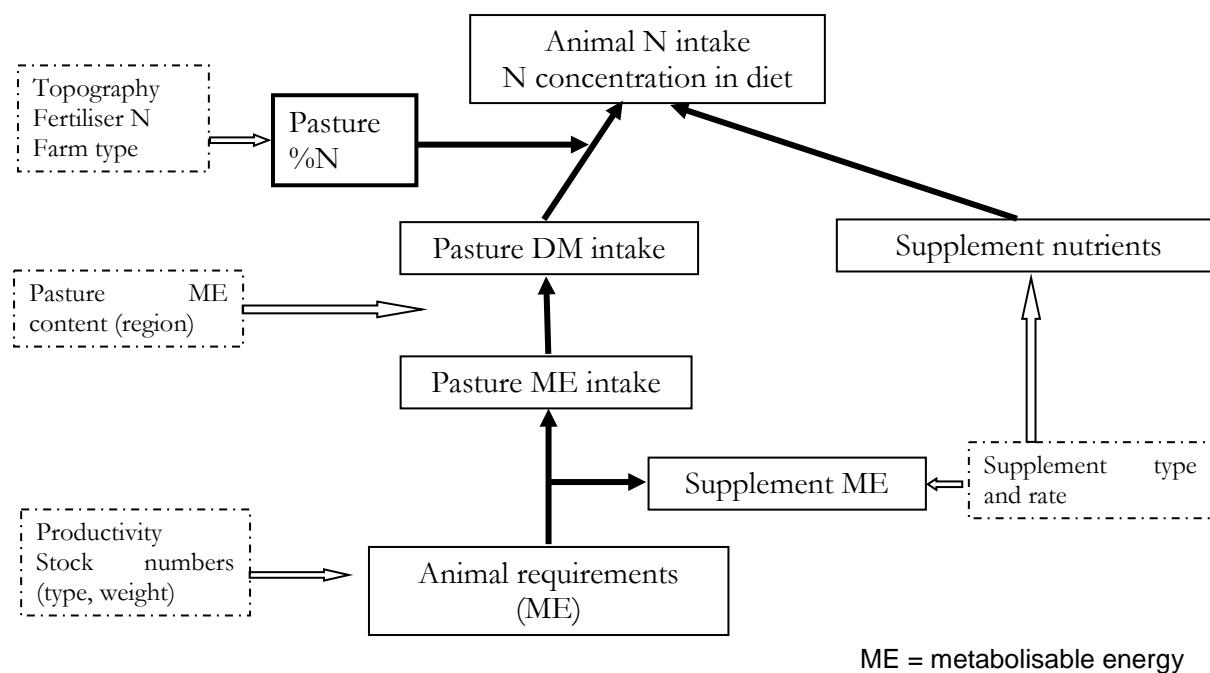 Animal N intake
N concentration in diet
Topography
Fertiliser N
Farm type
Pasture
%N
Pasture DM intake
Supplement nutrients
Pasture ME
content (region)
Pasture ME intake
Supplement ME
Supplement type
and rate
Productivity
Stock numbers
(type, weight)
Animal requirements
(ME)
ME = metabolisable energy